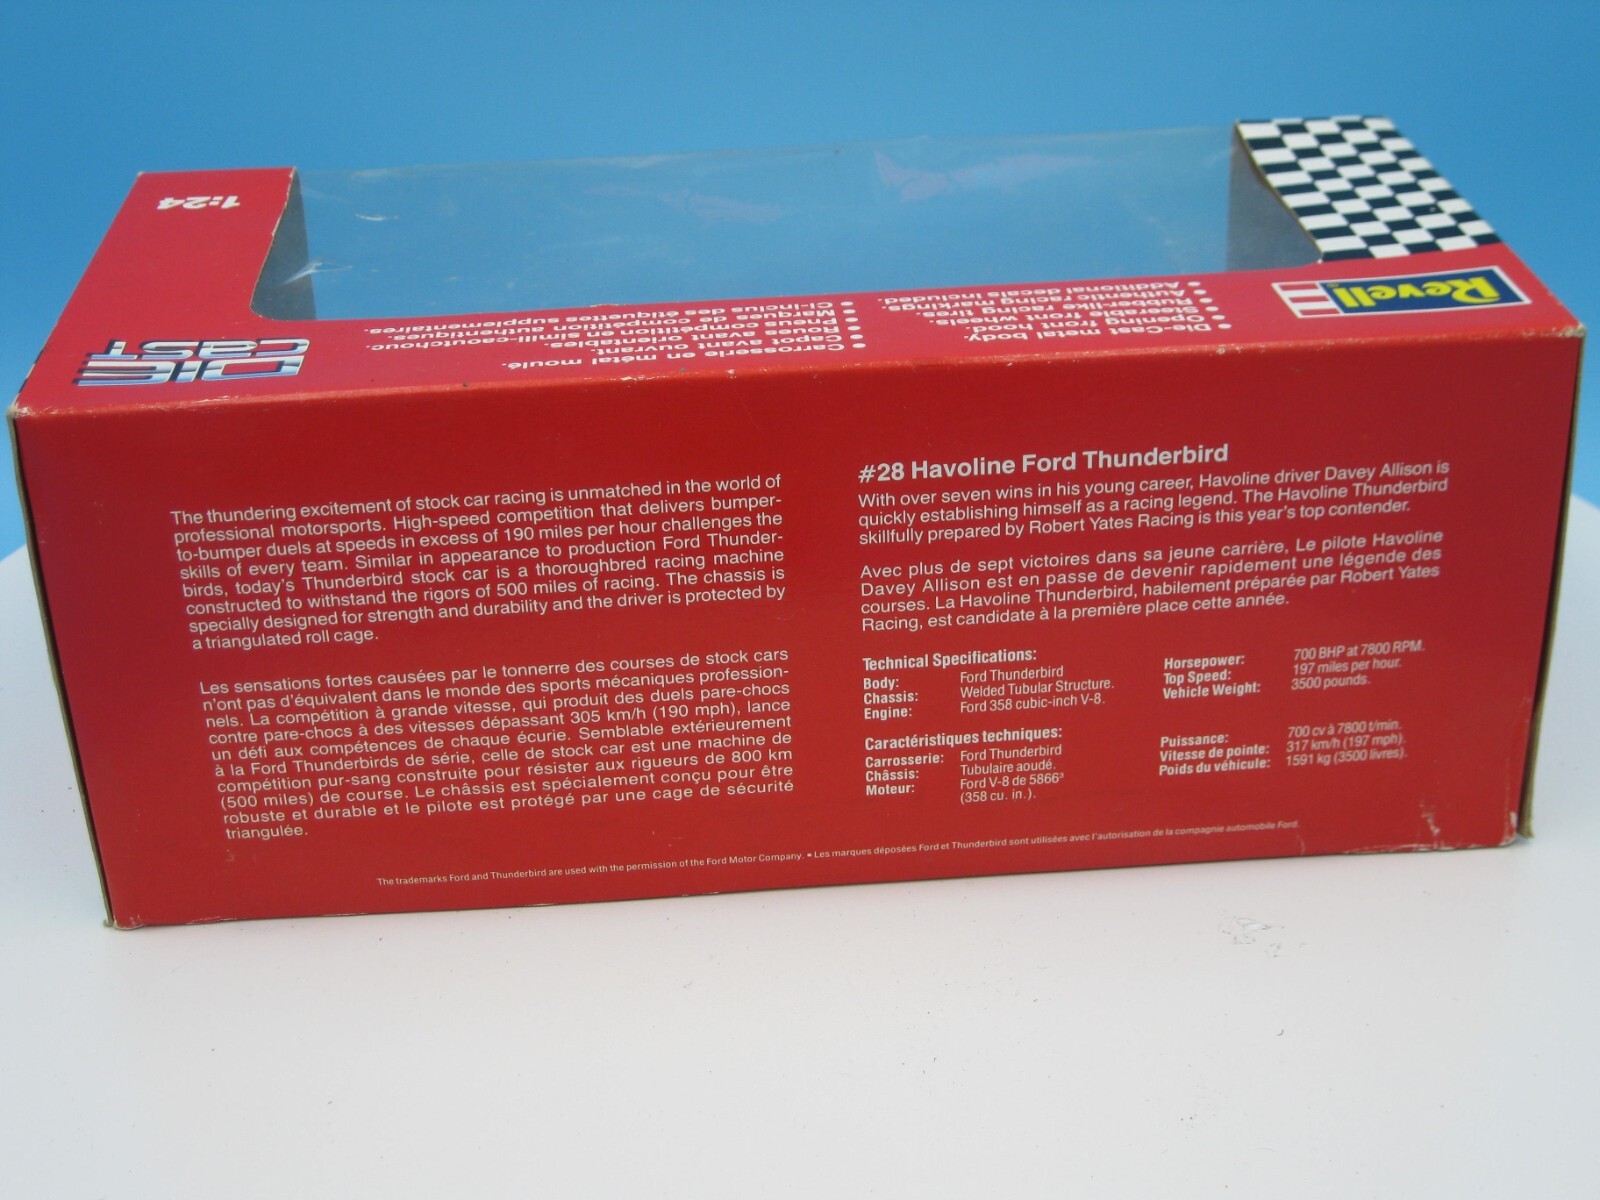 1:24
DIE
CAST
Revell
• Die-Cast metal body.
• Opening front hood.
• Steerable front wheels.
• Rubber-like racing tires.
• Authentic racing markings.
• Additional decals included.
• Carrosserie en métal moulé.
• Capot avant ouvrant.
• Roues avant orientables.
• Pneus compétition en simili-caoutchouc.
• Marques de compétition authentiques.
• Ci-inclus des étiquettes supplémentaires.
The thundering excitement of stock car racing is unmatched in the world of
professional motorsports. High-speed competition that delivers bumper-
to-bumper duels at speeds in excess of 190 miles per hour challenges the
skills of every team. Similar in appearance to production Ford Thunder-
birds, today's Thunderbird stock car is a thoroughbred racing machine
constructed to withstand the rigors of 500 miles of racing. The chassis is
specially designed for strength and durability and the driver is protected by
a triangulated roll cage.
Les sensations fortes causées par le tonnerre des courses de stock cars
n'ont pas d'équivalent dans le monde des sports mécaniques profession-
nels. La compétition à grande vitesse, qui produit des duels pare-chocs
contre pare-chocs à des vitesses dépassant 305 km/h (190 mph), lance
un défi aux compétences de chaque écurie. Semblable extérieurement
à la Ford Thunderbirds de série, celle de stock car est une machine de
compétition pur-sang construite pour résister aux rigueurs de 800 km
(500 miles) de course. Le châssis est spécialement conçu pour être
robuste et durable et le pilote est protégé par une cage de sécurité
triangulée.
#28 Havoline Ford Thunderbird
With over seven wins in his young career, Havoline driver Davey Allison is
quickly establishing himself as a racing legend. The Havoline Thunderbird
skillfully prepared by Robert Yates Racing is this year's top contender.
Avec plus de sept victoires dans sa jeune carrière, Le pilote Havoline
Davey Allison est en passe de devenir rapidement une légende des
courses. La Havoline Thunderbird, habilement préparée par Robert Yates
Racing, est candidate à la première place cette année.
Technical Specifications:
Body: Ford Thunderbird
Chassis: Welded Tubular Structure.
Engine: Ford 358 cubic-inch V-8.
Horsepower: 700 BHP at 7800 RPM.
Top Speed: 197 miles per hour.
Vehicle Weight: 3500 pounds.
Caractéristiques techniques:
Carrosserie: Ford Thunderbird
Châssis: Tubulaire aoudé.
Moteur: Ford V-8 de 5866³
(358 cu. in.).
Puissance: 700 cv à 7800 t/min.
Vitesse de pointe: 317 km/h (197 mph).
Poids du véhicule: 1591 kg (3500 livres).
The trademarks Ford and Thunderbird are used with the permission of the Ford Motor Company. • Les marques déposées Ford et Thunderbird sont utilisées avec l'autorisation de la compagnie automobile Ford.